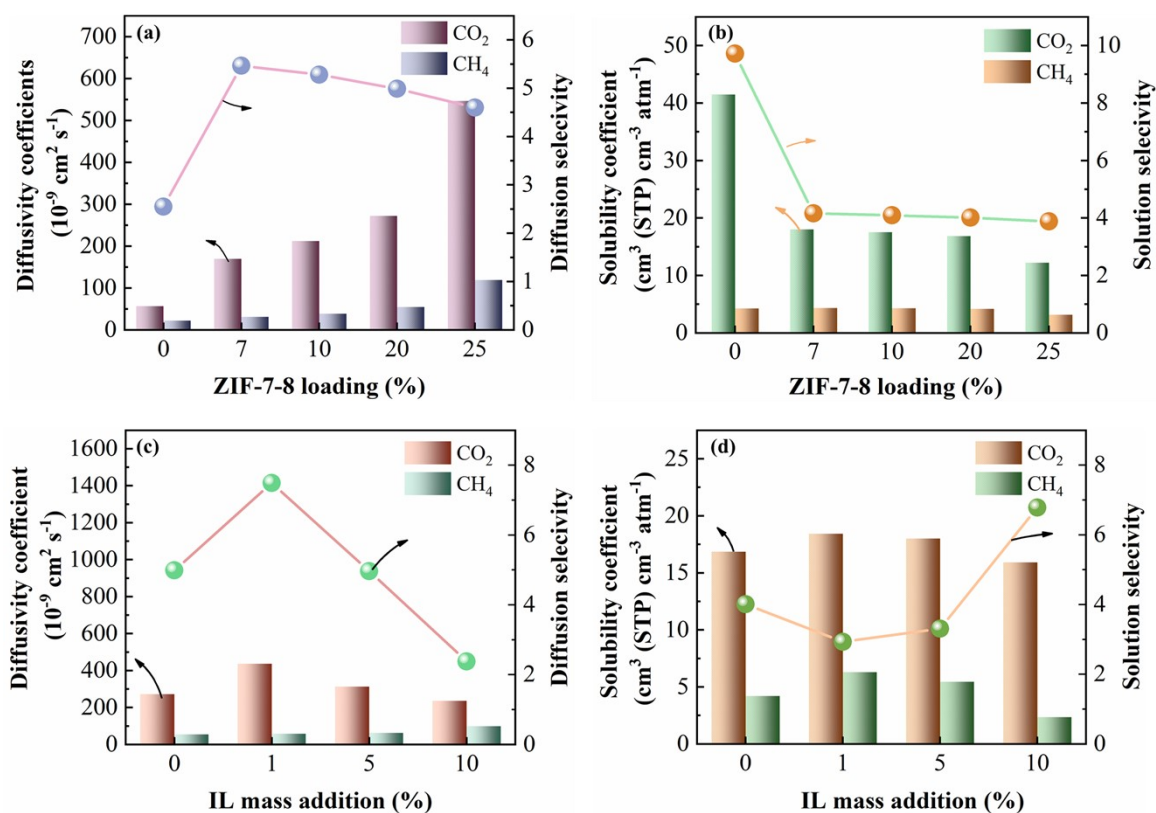 (a)
CO2
CH4
Diffusivity coefficients
(10-9 cm2 s-1)
0
100
200
300
400
500
600
700
Diffusion selecivity
0
1
2
3
4
5
6
0 7 10 20 25
ZIF-7-8 loading (%)
(b)
CO2
CH4
Solubility coefficient
(cm3 (STP) cm-3 atm-1)
0
5
10
15
20
25
30
35
40
45
50
Solution selecivity
0
2
4
6
8
10
0 7 10 20 25
ZIF-7-8 loading (%)
(c)
CO2
CH4
Diffusivity coefficient
(10-9 cm2 s-1)
0
200
400
600
800
1000
1200
1400
1600
Diffusion selecivity
0
2
4
6
8
0 1 5 10
IL mass addition (%)
(d)
CO2
CH4
Solubility coefficient
(cm3 (STP) cm-3 atm-1)
0
5
10
15
20
25
Solution selecivity
0
2
4
6
8
0 1 5 10
IL mass addition (%)